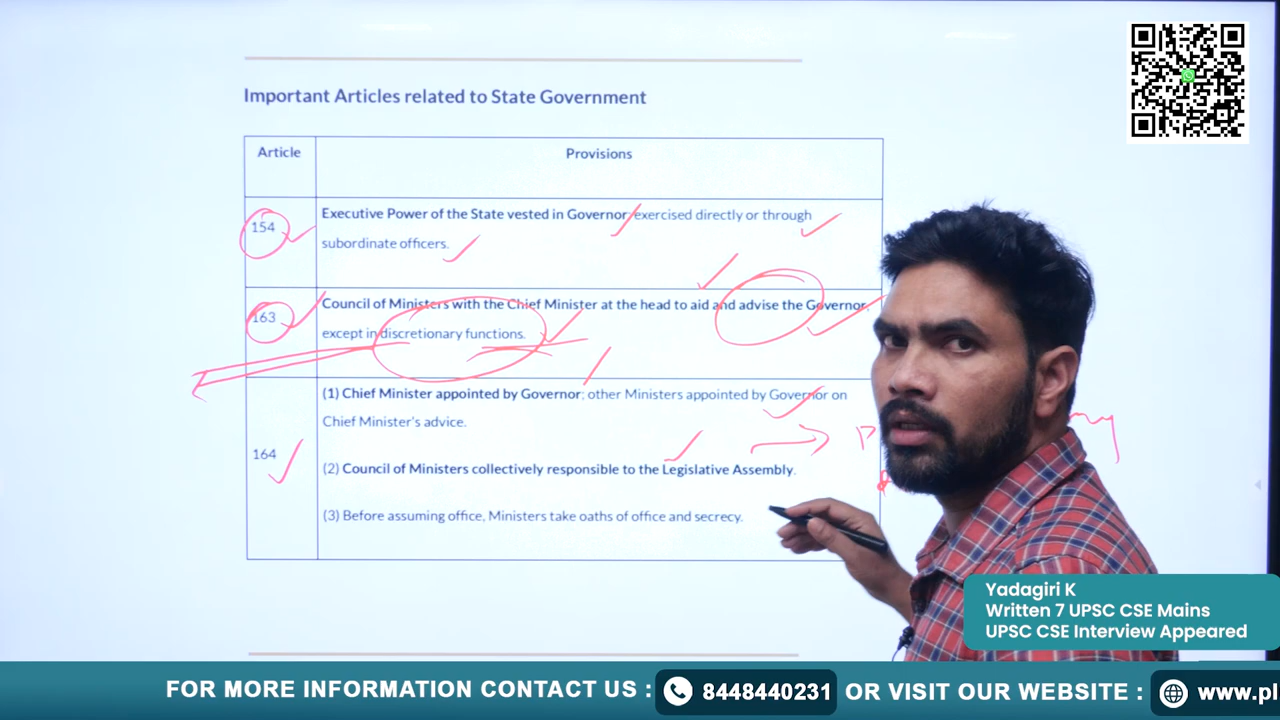 Important Articles related to State Government
Article
Provisions
154
Executive Power of the State vested in Governor exercised directly or through
subordinate officers.
163
Council of Ministers with the Chief Minister at the head to aid and advise the Governor
except in discretionary functions.
164
(1) Chief Minister appointed by Governor; other Ministers appointed by Governor on
Chief Minister's advice.
(2) Council of Ministers collectively responsible to the Legislative Assembly.
(3) Before assuming office, Ministers take oaths of office and secrecy.
Yadagiri K
Written 7 UPSC CSE Mains
UPSC CSE Interview Appeared
FOR MORE INFORMATION CONTACT US : 8448440231 OR VISIT OUR WEBSITE : www.pl